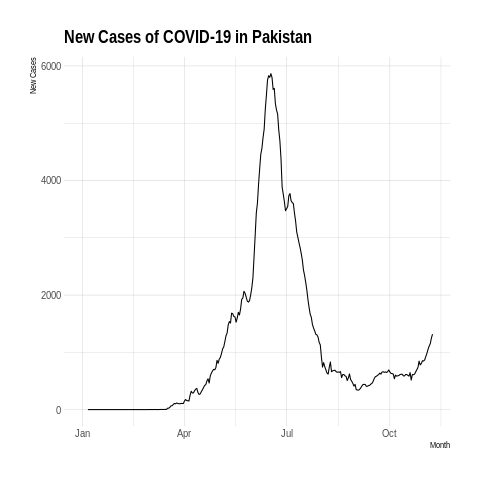 New Cases of COVID-19 in Pakistan
New Cases
6000
4000
2000
0
Jan Apr Jul Oct
Month